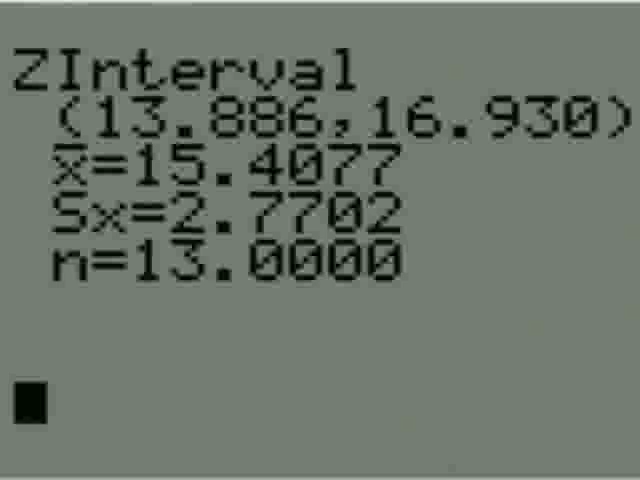 ZInterval
(13.886,16.930)
x̄=15.4077
Sx=2.7702
n=13.0000